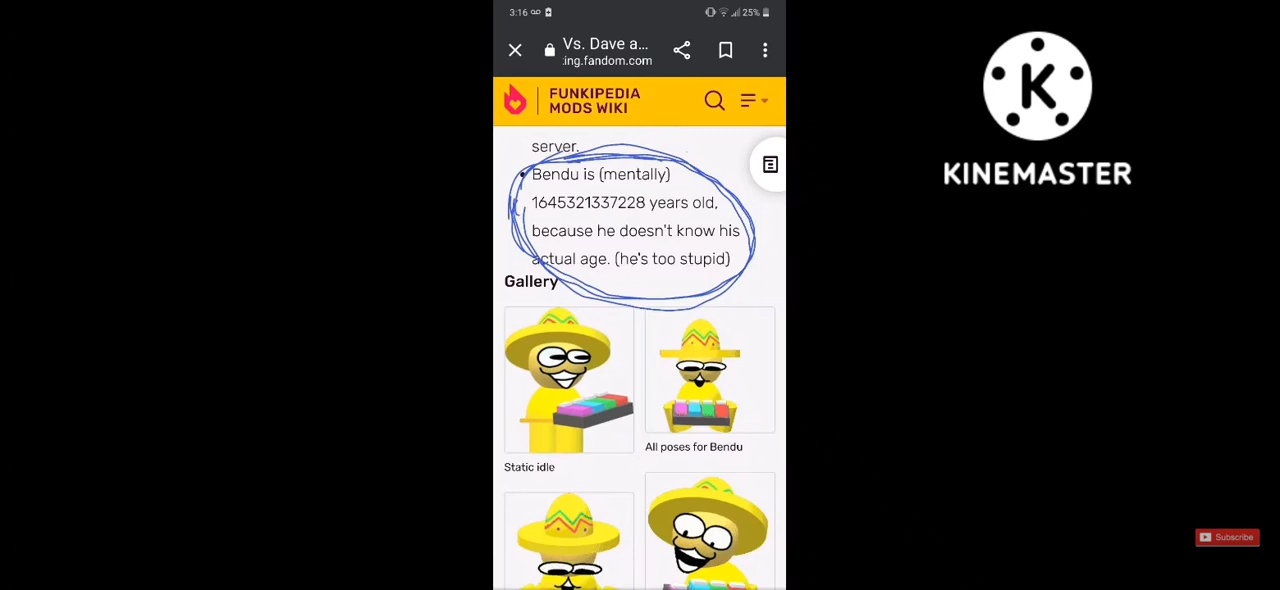 3:16
25%
Vs. Dave a...
:ing.fandom.com
FUNKIPEDIA
MODS WIKI
server.
Bendu is (mentally)
1645321337228 years old,
because he doesn't know his
actual age. (he's too stupid)
Gallery
Static idle
All poses for Bendu
K
KINEMASTER
Subscribe